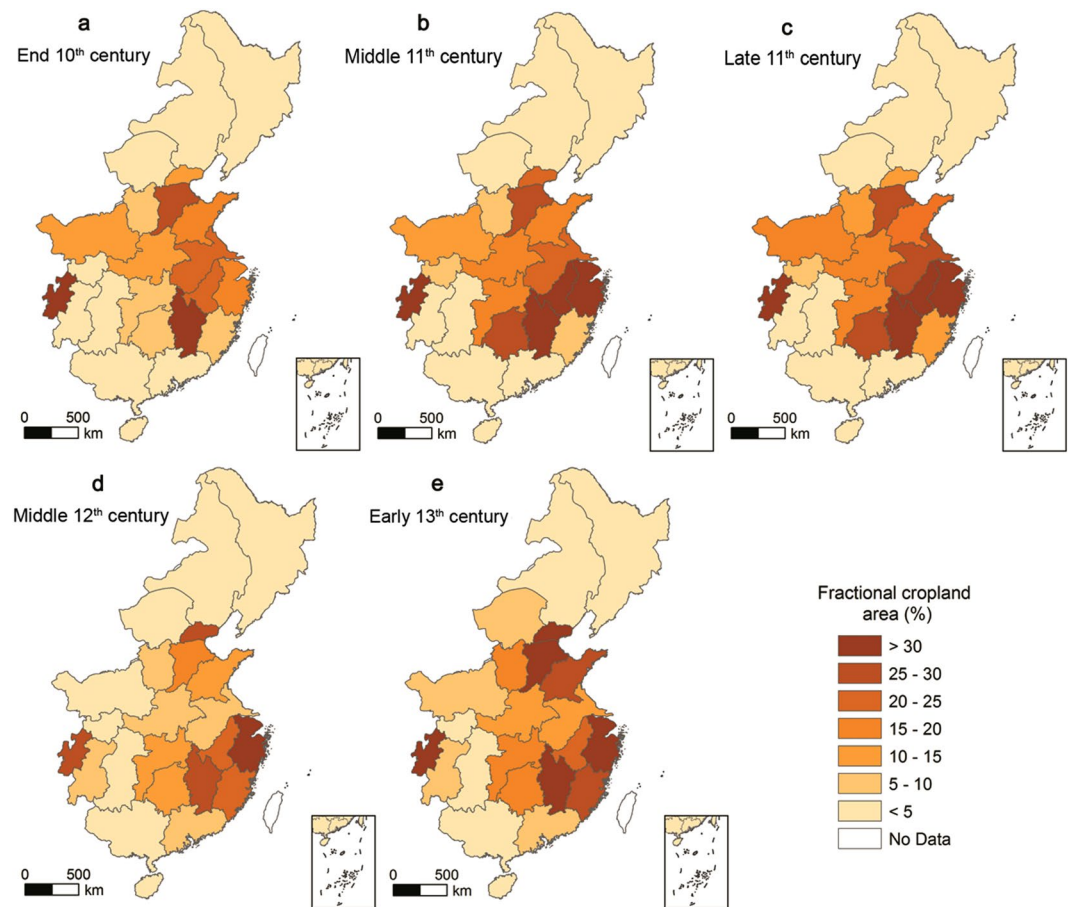 a
End 10th century
b
Middle 11th century
c
Late 11th century
0 500
km
0 500
km
0 500
km
d
Middle 12th century
e
Early 13th century
0 500
km
0 500
km
Fractional cropland
area (%)
> 30
25 - 30
20 - 25
15 - 20
10 - 15
5 - 10
< 5
No Data